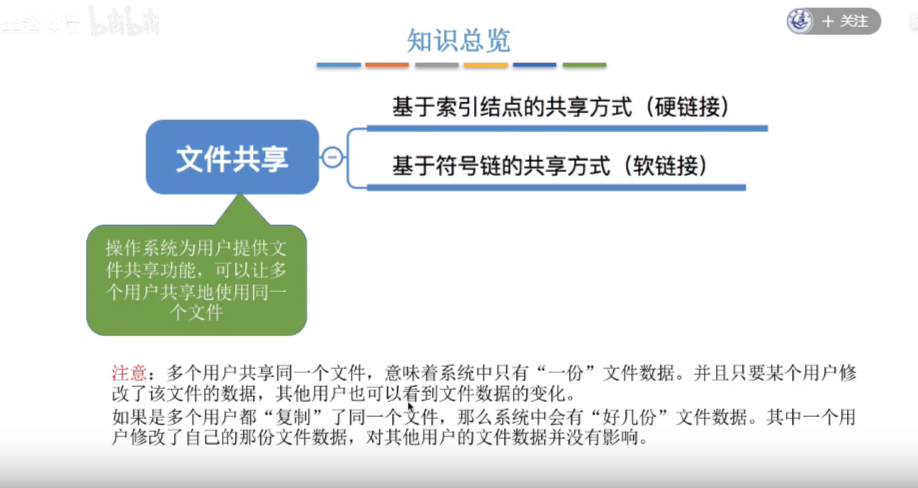 bilibili
+ 关注
知识总览
基于索引结点的共享方式（硬链接）
文件共享
基于符号链的共享方式（软链接）
操作系统为用户提供文
件共享功能，可以让多
个用户共享地使用同一
个文件
注意：多个用户共享同一个文件，意味着系统中只有“一份”文件数据。并且只要某个用户修
改了该文件的数据，其他用户也可以看到文件数据的变化。
如果是多个用户都“复制”了同一个文件，那么系统中会有“好几份”文件数据。其中一个用
户修改了自己的那份文件数据，对其他用户的文件数据并没有影响。